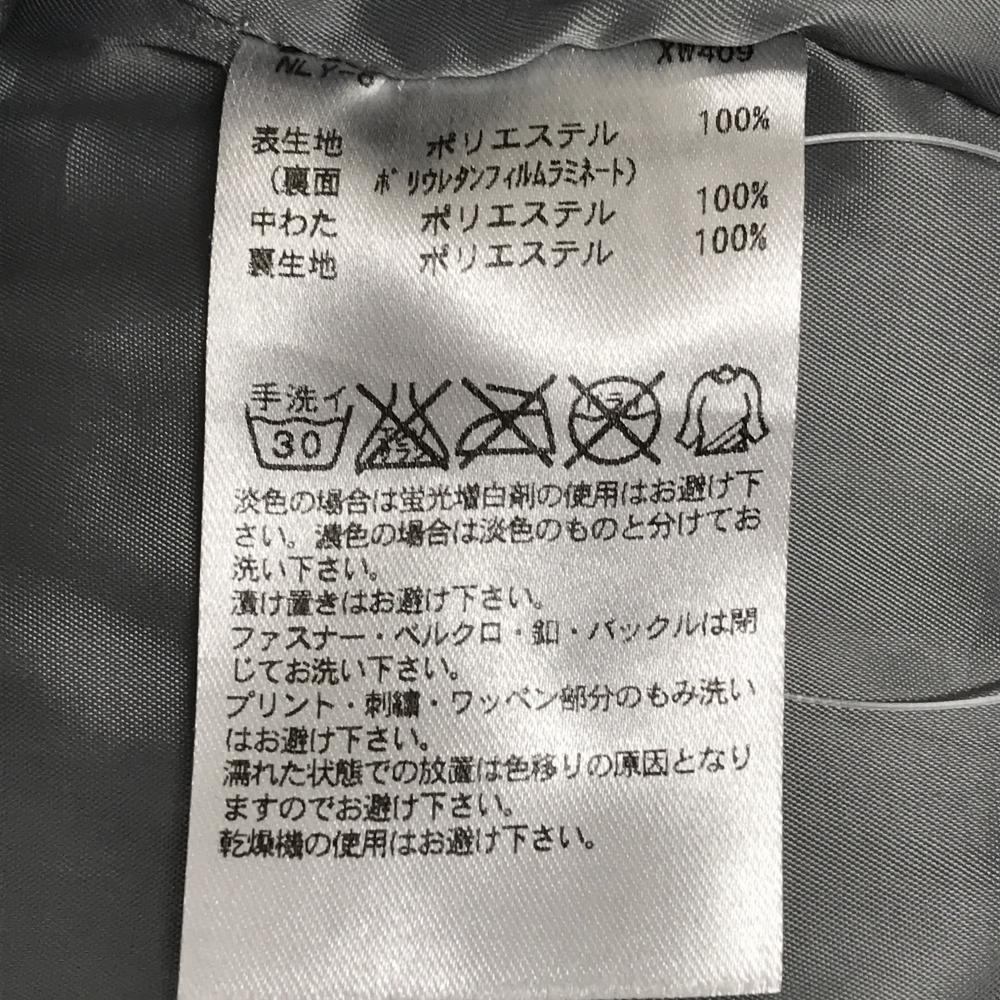 XW409
表生地 ポリエステル 100%
（裏面 ポリウレタンフィルムラミネート）
中わた ポリエステル 100%
裏生地 ポリエステル 100%
手洗イ
30
淡色の場合は蛍光増白剤の使用はお避け下
さい。濃色の場合は淡色のものと分けてお
洗い下さい。
漬け置きはお避け下さい。
ファスナー・ベルクロ・釦・バックルは閉
じてお洗い下さい。
プリント・刺繍・ワッペン部分のもみ洗い
はお避け下さい。
濡れた状態での放置は色移りの原因となり
ますのでお避け下さい。
乾燥機の使用はお避け下さい。